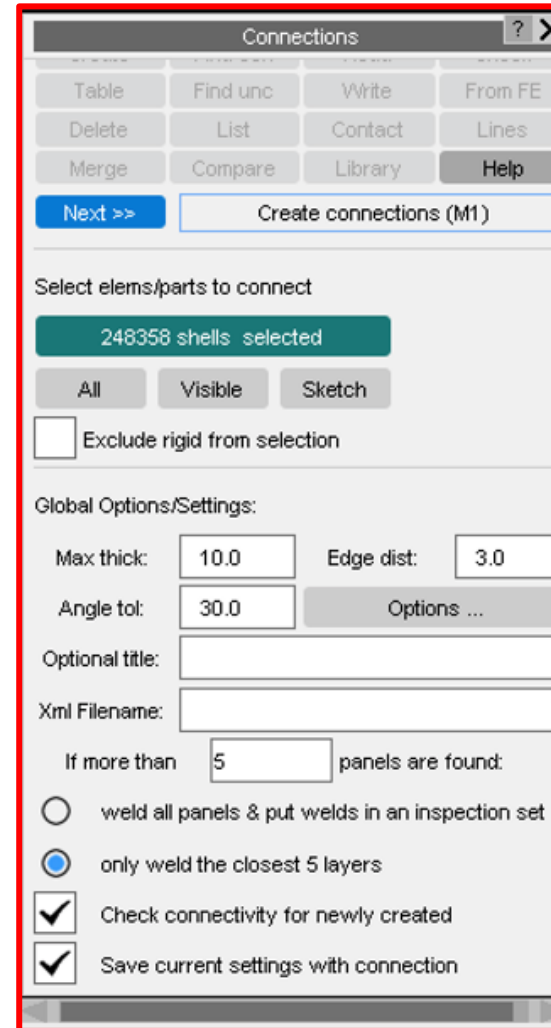 Connections ? X
Table Find unc Write From FE
Delete List Contact Lines
Merge Compare Library Help
Next >> Create connections (M1)
Select elems/parts to connect
248358 shells selected
All Visible Sketch
Exclude rigid from selection
Global Options/Settings:
Max thick: 10.0 Edge dist: 3.0
Angle tol: 30.0 Options ...
Optional title:
Xml Filename:
If more than 5 panels are found:
weld all panels & put welds in an inspection set
only weld the closest 5 layers
Check connectivity for newly created
Save current settings with connection